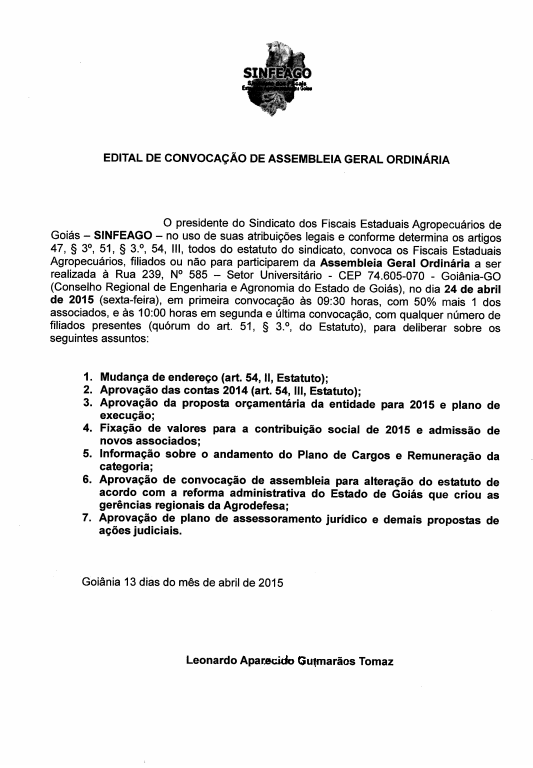 SINFEAGO
EDITAL DE CONVOCAÇÃO DE ASSEMBLEIA GERAL ORDINÁRIA
O presidente do Sindicato dos Fiscais Estaduais Agropecuários de
Goiás – SINFEAGO – no uso de suas atribuições legais e conforme determina os artigos
47, § 3º, 51, § 3.º, 54, III, todos do estatuto do sindicato, convoca os Fiscais Estaduais
Agropecuários, filiados ou não para participarem da Assembleia Geral Ordinária a ser
realizada à Rua 239, Nº 585 – Setor Universitário - CEP 74.605-070 - Goiânia-GO
(Conselho Regional de Engenharia e Agronomia do Estado de Goiás), no dia 24 de abril
de 2015 (sexta-feira), em primeira convocação às 09:30 horas, com 50% mais 1 dos
associados, e às 10:00 horas em segunda e última convocação, com qualquer número de
filiados presentes (quórum do art. 51, § 3.º, do Estatuto), para deliberar sobre os
seguintes assuntos:
1. Mudança de endereço (art. 54, II, Estatuto);
2. Aprovação das contas 2014 (art. 54, III, Estatuto);
3. Aprovação da proposta orçamentária da entidade para 2015 e plano de
execução;
4. Fixação de valores para a contribuição social de 2015 e admissão de
novos associados;
5. Informação sobre o andamento do Plano de Cargos e Remuneração da
categoria;
6. Aprovação de convocação de assembleia para alteração do estatuto de
acordo com a reforma administrativa do Estado de Goiás que criou as
gerências regionais da Agrodefesa;
7. Aprovação de plano de assessoramento jurídico e demais propostas de
ações judiciais.
Goiânia 13 dias do mês de abril de 2015
Leonardo Aparecido Guimarães Tomaz